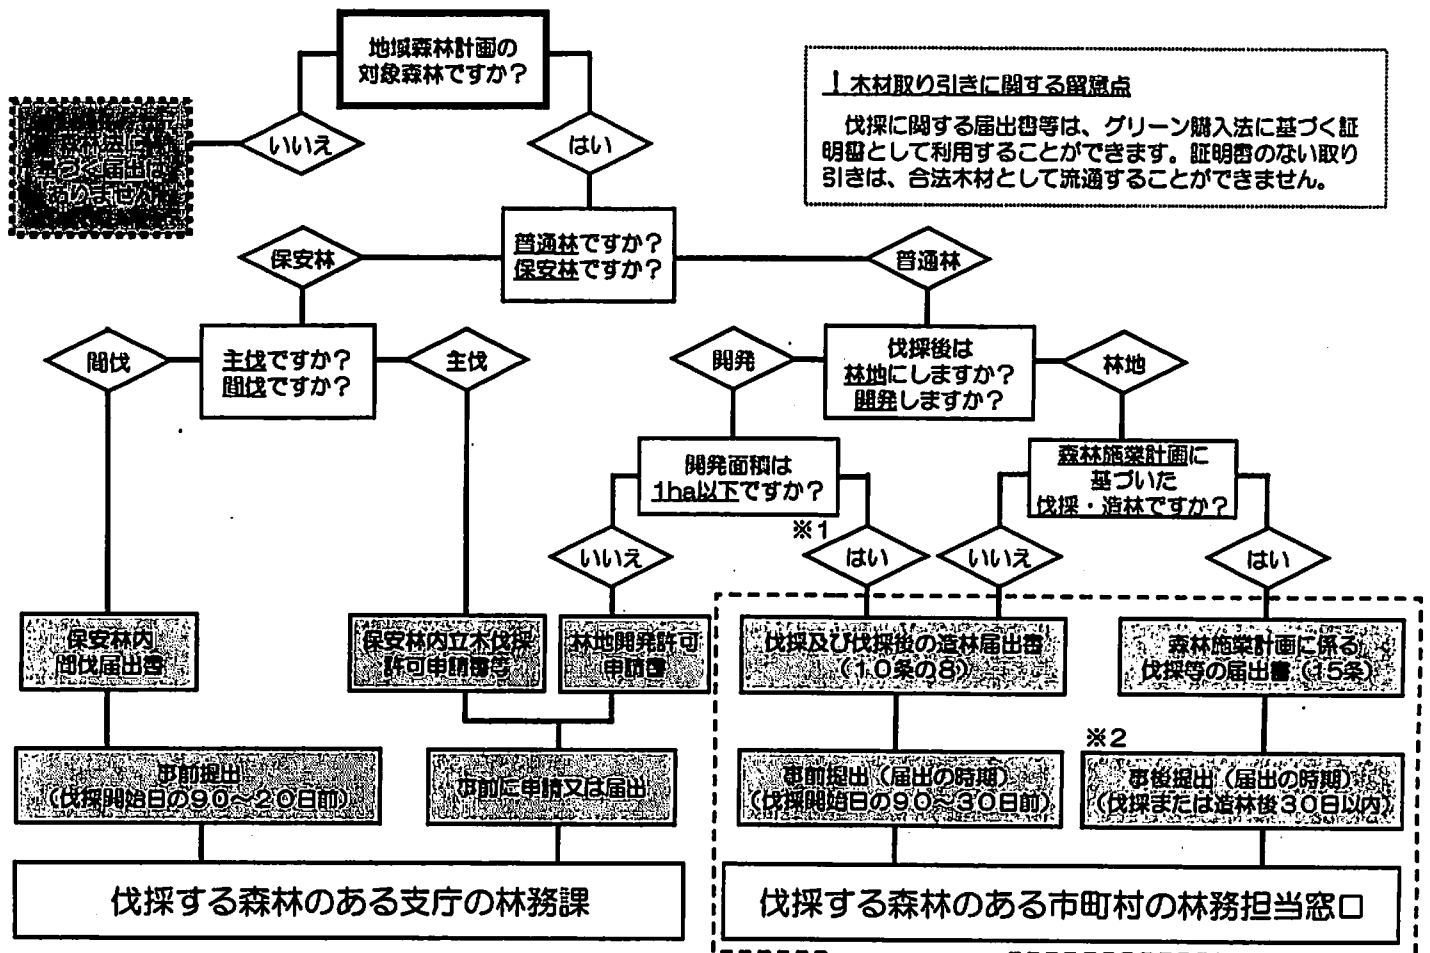 地域森林計画の
対象森林ですか？
いいえ
はい
森林法に
基づく届出は
ありません
！木材取り引きに関する留意点
伐採に関する届出書等は、グリーン購入法に基づく証
明書として利用することができます。証明書のない取り
引きは、合法木材として流通することができません。
普通林ですか？
保安林ですか？
保安林
普通林
主伐ですか？
間伐ですか？
間伐
主伐
伐採後は
林地にしますか？
開発しますか？
開発
林地
開発面積は
1ha以下ですか？
※1
いいえ
はい
森林施業計画に
基づいた
伐採・造林ですか？
いいえ
はい
保安林内
間伐届出書
保安林内立木伐採
許可申請書等
林地開発許可
申請書
伐採及び伐採後の造林届出書
（10条の8）
森林施業計画に係る
伐採等の届出書（15条）
事前提出
（伐採開始日の90～20日前）
事前に申請又は届出
事前提出（届出の時期）
（伐採開始日の90～30日前）
※2
事後提出（届出の時期）
（伐採または造林後30日以内）
伐採する森林のある支庁の林務課
伐採する森林のある市町村の林務担当窓口